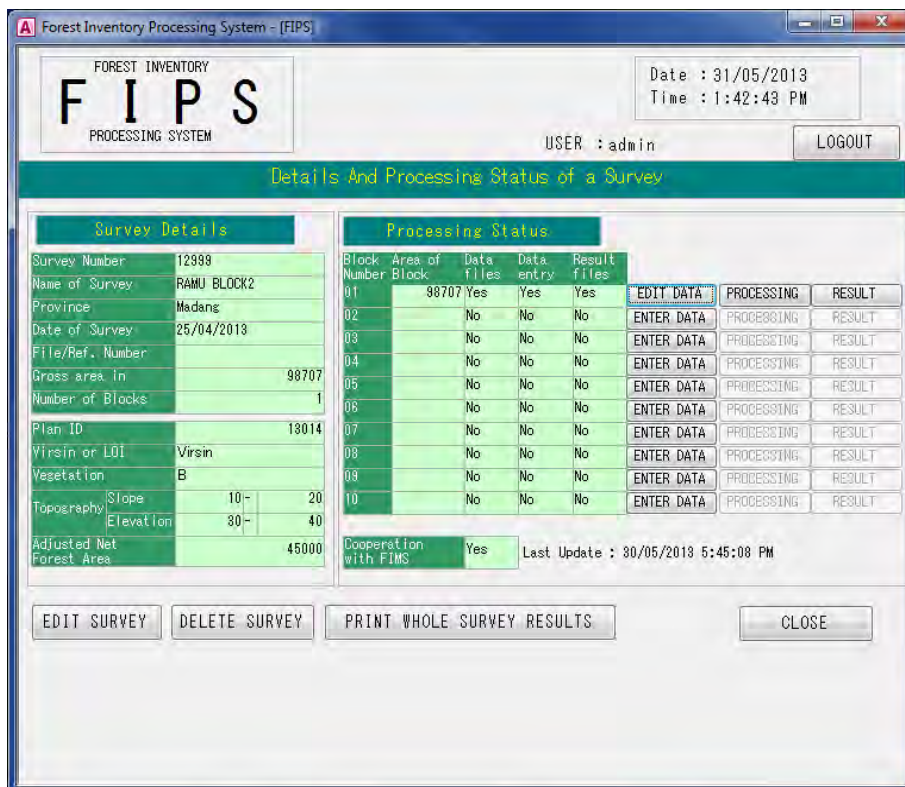 Forest Inventory Processing System - [FIPS]
FOREST INVENTORY
FIPS
PROCESSING SYSTEM
Date : 31/05/2013
Time : 1:42:43 PM
USER : admin
LOGOUT
Details And Processing Status of a Survey
Survey Details
Survey Number 12999
Name of Survey RAMU BLOCK2
Province Madang
Date of Survey 25/04/2013
File/Ref. Number
Gross area in 98707
Number of Blocks 1
Plan ID 13014
Virsin or LOI Virsin
Vegetation B
Topography Slope 10 - 20
Elevation 30 - 40
Adjusted Net Forest Area 45000
Processing Status
Block Number Area of Block Data files Data entry Result files
01 98707 Yes Yes Yes EDIT DATA PROCESSING RESULT
02 No No No ENTER DATA PROCESSING RESULT
03 No No No ENTER DATA PROCESSING RESULT
04 No No No ENTER DATA PROCESSING RESULT
05 No No No ENTER DATA PROCESSING RESULT
06 No No No ENTER DATA PROCESSING RESULT
07 No No No ENTER DATA PROCESSING RESULT
08 No No No ENTER DATA PROCESSING RESULT
09 No No No ENTER DATA PROCESSING RESULT
10 No No No ENTER DATA PROCESSING RESULT
Cooperation with FIMS Yes Last Update : 30/05/2013 5:45:08 PM
EDIT SURVEY DELETE SURVEY PRINT WHOLE SURVEY RESULTS CLOSE